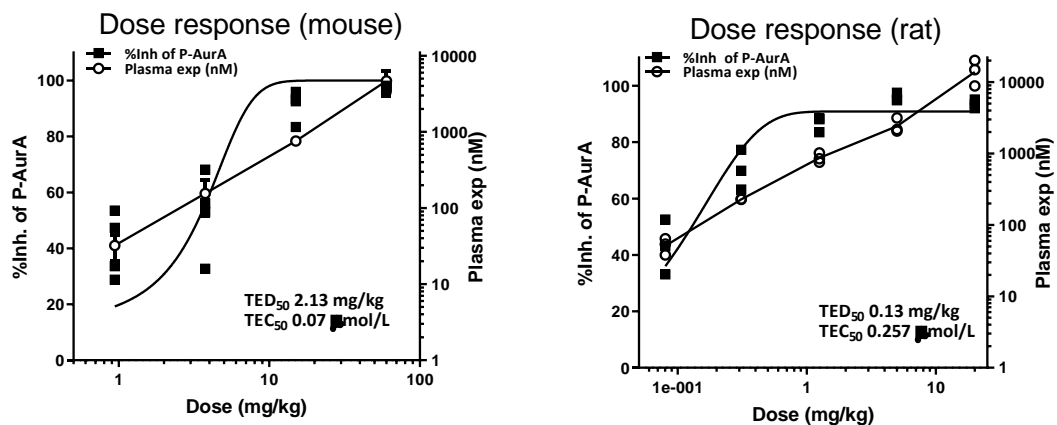 Dose response (mouse)
%Inh of P-AurA
Plasma exp (nM)
%Inh. of P-AurA
100
80
60
40
20
0
10000
1000
100
10
1
Plasma exp (nM)
TED50 2.13 mg/kg
TEC50 0.07 mol/L
1
10
100
Dose (mg/kg)
Dose response (rat)
%Inh of P-AurA
Plasma exp (nM)
%Inh. of P-AurA
100
80
60
40
20
0
10000
1000
100
10
1
Plasma exp (nM)
TED50 0.13 mg/kg
TEC50 0.257 mol/L
1e-001
1
10
Dose (mg/kg)